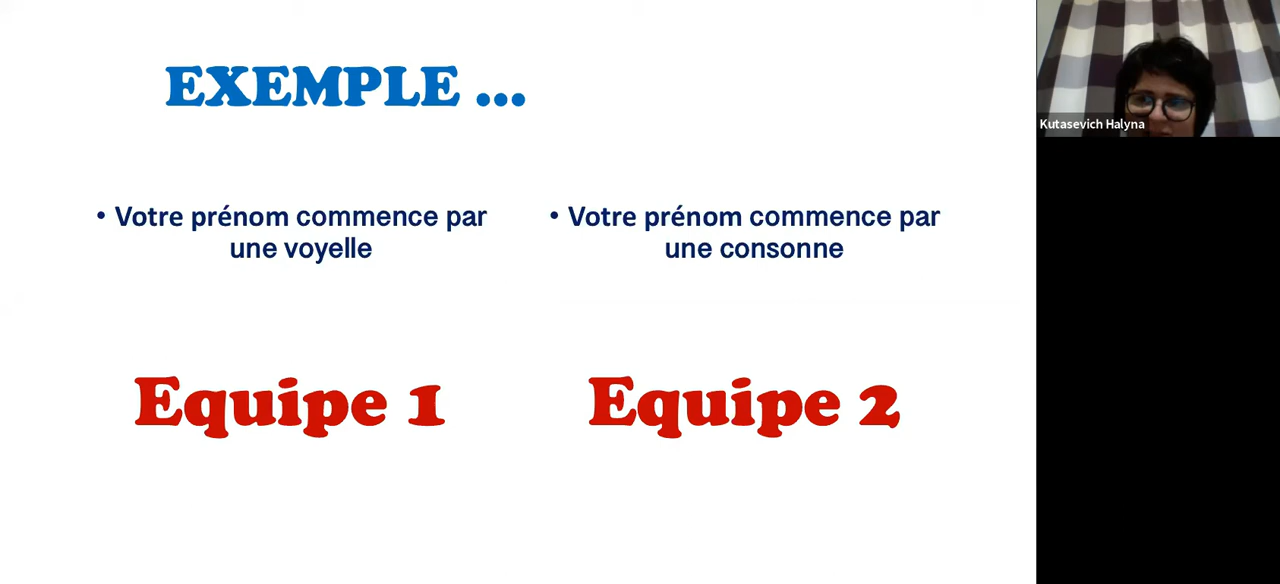 EXEMPLE ...
• Votre prénom commence par
une voyelle
• Votre prénom commence par
une consonne
Equipe 1
Equipe 2
Kutasevich Halyna